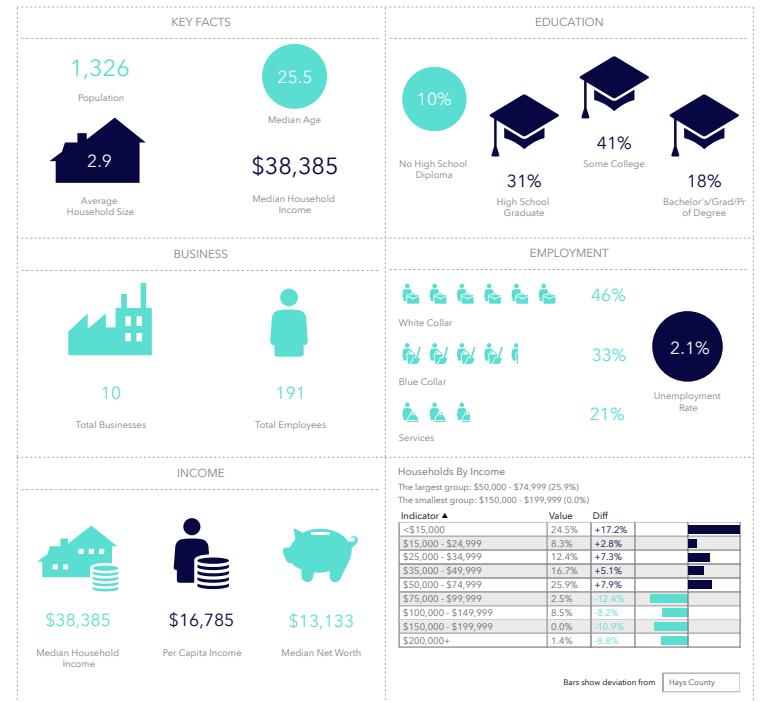 KEY FACTS
1,326
Population
25.5
Median Age
2.9
Average
Household Size
$38,385
Median Household
Income
EDUCATION
10%
No High School
Diploma
31%
High School
Graduate
41%
Some College
18%
Bachelor's/Grad/Pr
of Degree
BUSINESS
10
Total Businesses
191
Total Employees
EMPLOYMENT
46%
White Collar
33%
Blue Collar
21%
Services
2.1%
Unemployment
Rate
INCOME
$38,385
Median Household
Income
$16,785
Per Capita Income
$13,133
Median Net Worth
Households By Income
The largest group: $50,000 - $74,999 (25.9%)
The smallest group: $150,000 - $199,999 (0.0%)
Indicator ▲ Value Diff
<$15,000 24.5% +17.2%
$15,000 - $24,999 8.3% +2.8%
$25,000 - $34,999 12.4% +7.3%
$35,000 - $49,999 16.7% +5.1%
$50,000 - $74,999 25.9% +7.9%
$75,000 - $99,999 2.5% -12.4%
$100,000 - $149,999 8.5% -8.2%
$150,000 - $199,999 0.0% -10.9%
$200,000+ 1.4% -8.8%
Bars show deviation from Hays County